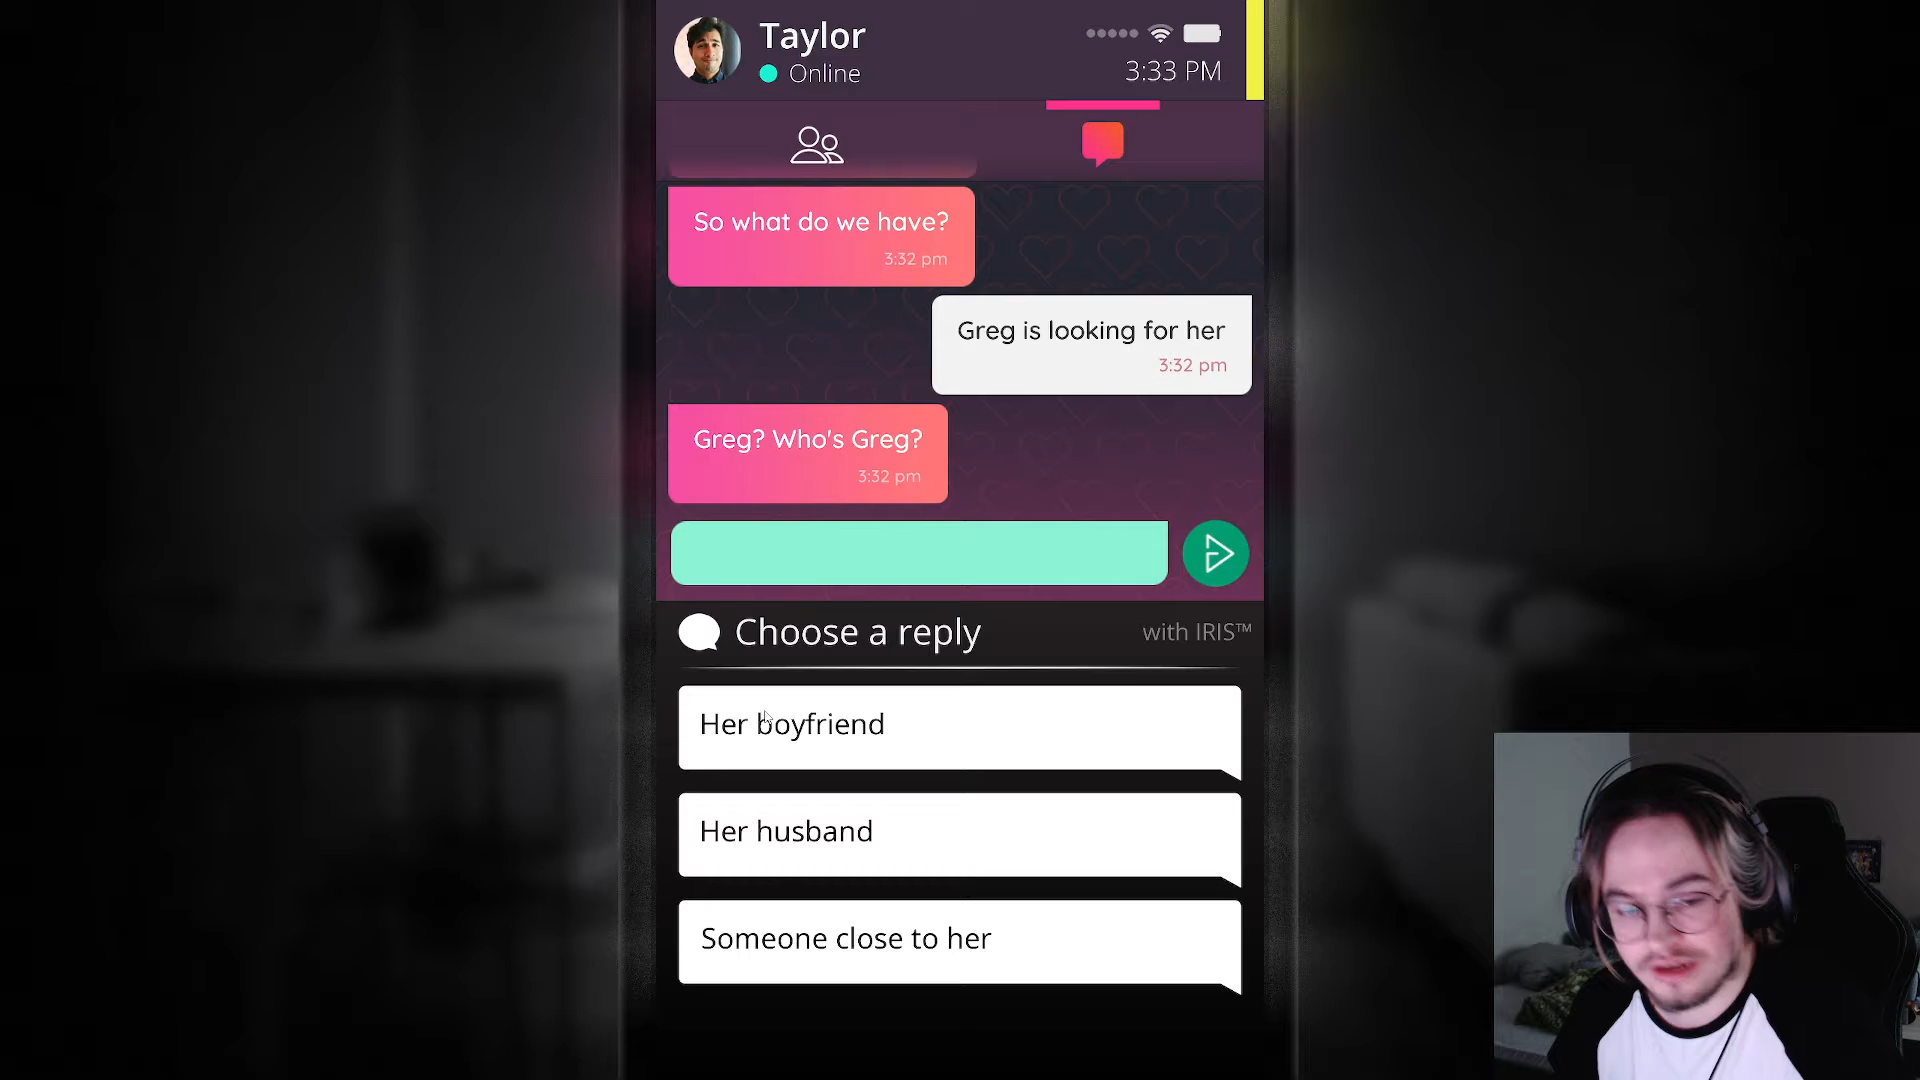 Taylor
Online
3:33 PM
So what do we have?
3:32 pm
Greg is looking for her
3:32 pm
Greg? Who's Greg?
3:32 pm
Choose a reply
with IRIS™
Her boyfriend
Her husband
Someone close to her